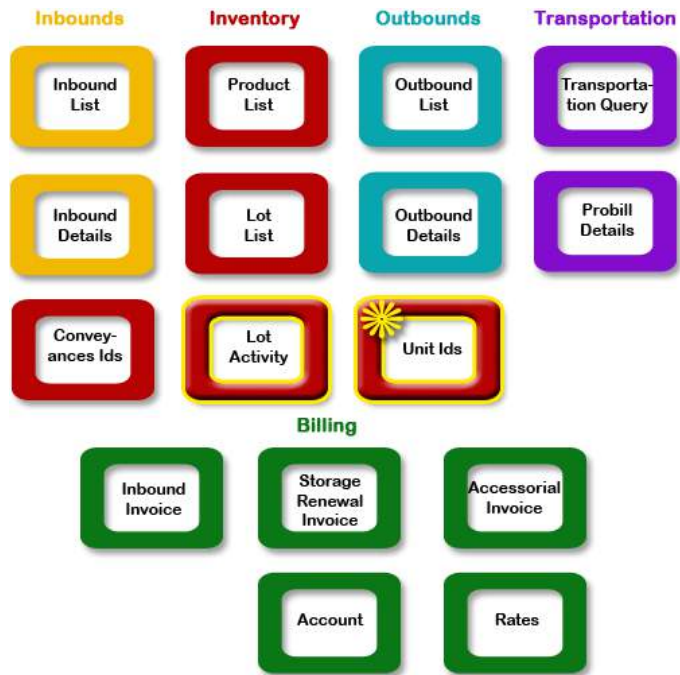 Inbounds
Inventory
Outbounds
Transportation
Inbound
List
Product
List
Outbound
List
Transporta-
tion Query
Inbound
Details
Lot
List
Outbound
Details
Probill
Details
Convey-
ances Ids
Lot
Activity
Unit Ids
Billing
Inbound
Invoice
Storage
Renewal
Invoice
Accessorial
Invoice
Account
Rates